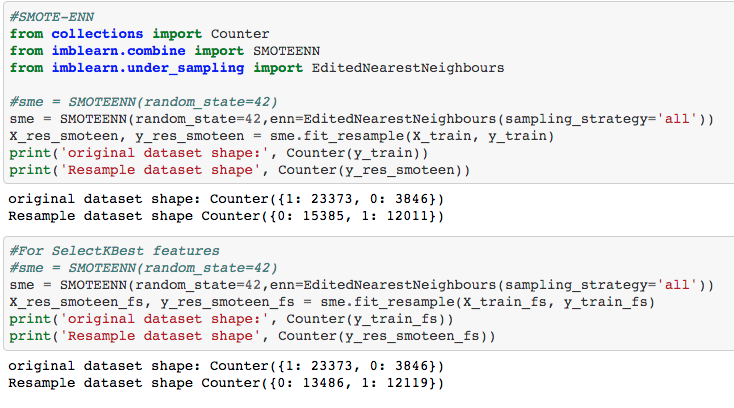 #SMOTE-ENN
from collections import Counter
from imblearn.combine import SMOTEENN
from imblearn.under_sampling import EditedNearestNeighbours
#sme = SMOTEENN(random_state=42)
sme = SMOTEENN(random_state=42,enn=EditedNearestNeighbours(sampling_strategy='all'))
X_res_smoteen, y_res_smoteen = sme.fit_resample(X_train, y_train)
print('original dataset shape:', Counter(y_train))
print('Resample dataset shape', Counter(y_res_smoteen))
original dataset shape: Counter({1: 23373, 0: 3846})
Resample dataset shape Counter({0: 15385, 1: 12011})
#For SelectKBest features
#sme = SMOTEENN(random_state=42)
sme = SMOTEENN(random_state=42,enn=EditedNearestNeighbours(sampling_strategy='all'))
X_res_smoteen_fs, y_res_smoteen_fs = sme.fit_resample(X_train_fs, y_train_fs)
print('original dataset shape:', Counter(y_train_fs))
print('Resample dataset shape', Counter(y_res_smoteen_fs))
original dataset shape: Counter({1: 23373, 0: 3846})
Resample dataset shape Counter({0: 13486, 1: 12119})